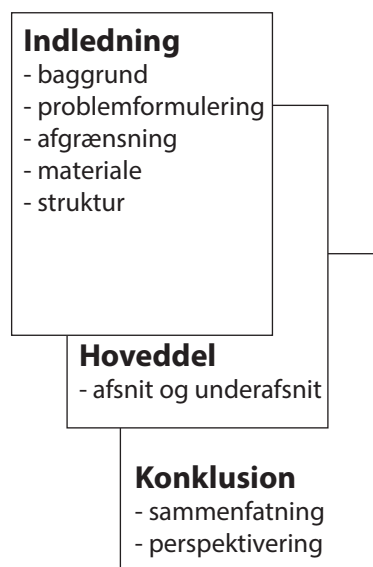 Indledning
- baggrund
- problemformulering
- afgrænsning
- materiale
- struktur
Hoveddel
- afsnit og underafsnit
Konklusion
- sammenfatning
- perspektivering